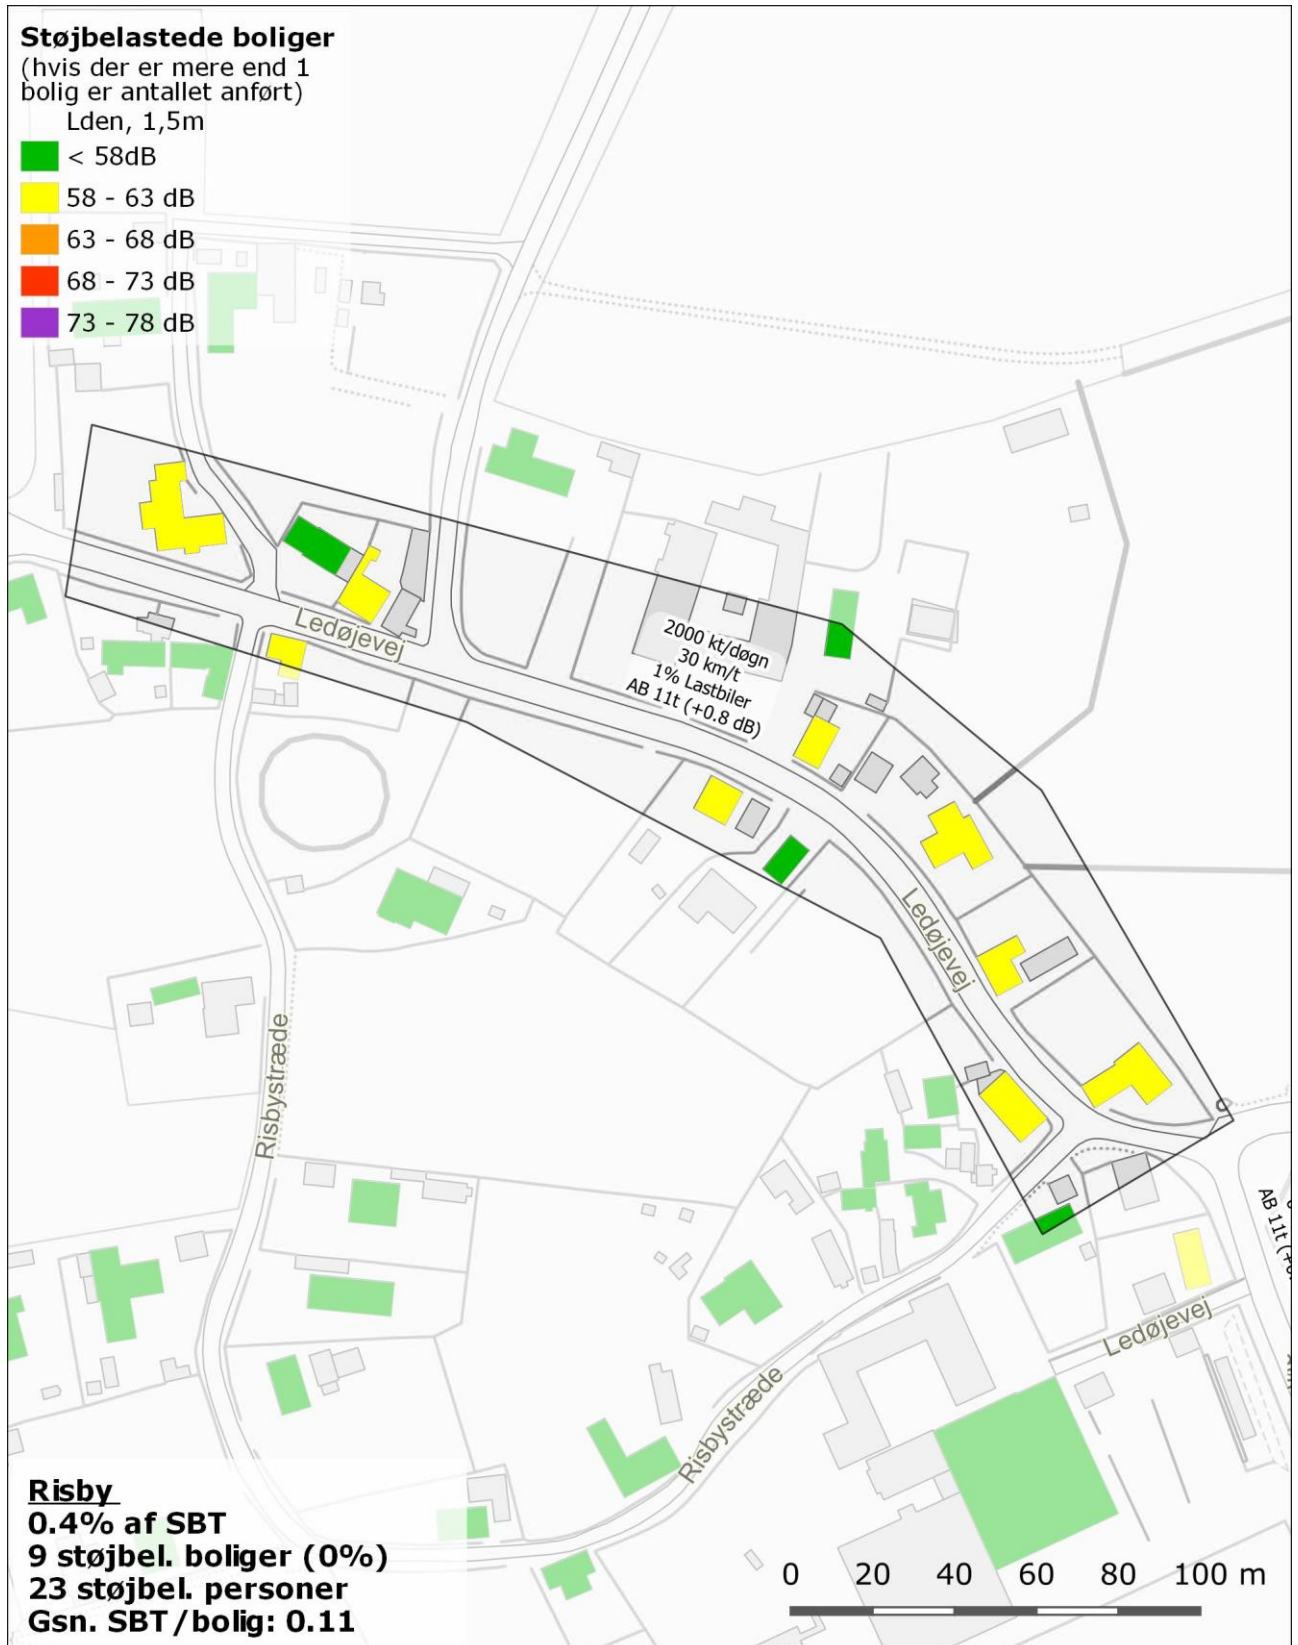 Støjbelastede boliger
(hvis der er mere end 1
bolig er antallet anført)
Lden, 1,5m
< 58dB
58 - 63 dB
63 - 68 dB
68 - 73 dB
73 - 78 dB
Ledøjevej
2000 kt/døgn
30 km/t
1% Lastbiler
AB 11t (+0.8 dB)
Ledøjevej
Risbystræde
AB 11t
Ledøjevej
Risbystræde
Risby
0.4% af SBT
9 støjbel. boliger (0%)
23 støjbel. personer
Gsn. SBT/bolig: 0.11
0 20 40 60 80 100 m